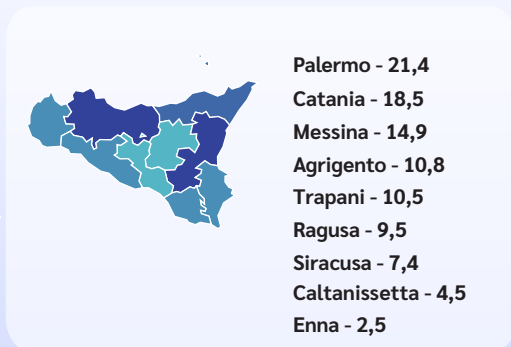 Palermo - 21,4
Catania - 18,5
Messina - 14,9
Agrigento - 10,8
Trapani - 10,5
Ragusa - 9,5
Siracusa - 7,4
Caltanissetta - 4,5
Enna - 2,5